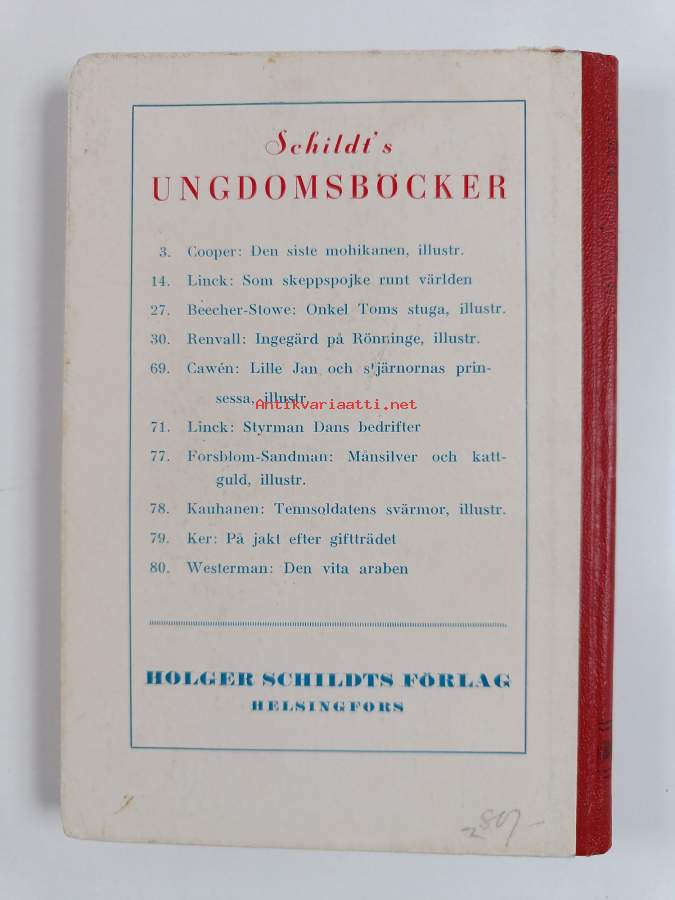 Schildt's
UNGDOMSBÖCKER
3. Cooper: Den siste mohikanen, illustr.
14. Linck: Som skeppspojke runt världen
27. Beecher-Stowe: Onkel Toms stuga, illustr.
30. Renvall: Ingegärd på Rönninge, illustr.
69. Cawén: Lille Jan och stjärnornas prin-
sessa, illustr.
Antikvariaatti.net
71. Linck: Styrman Dans bedrifter
77. Forsblom-Sandman: Månsilver och katt-
guld, illustr.
78. Kauhanen: Tennsoldatens svärmor, illustr.
79. Ker: På jakt efter giftträdet
80. Westerman: Den vita araben
HOLGER SCHILDTS FÖRLAG
HELSINGFORS